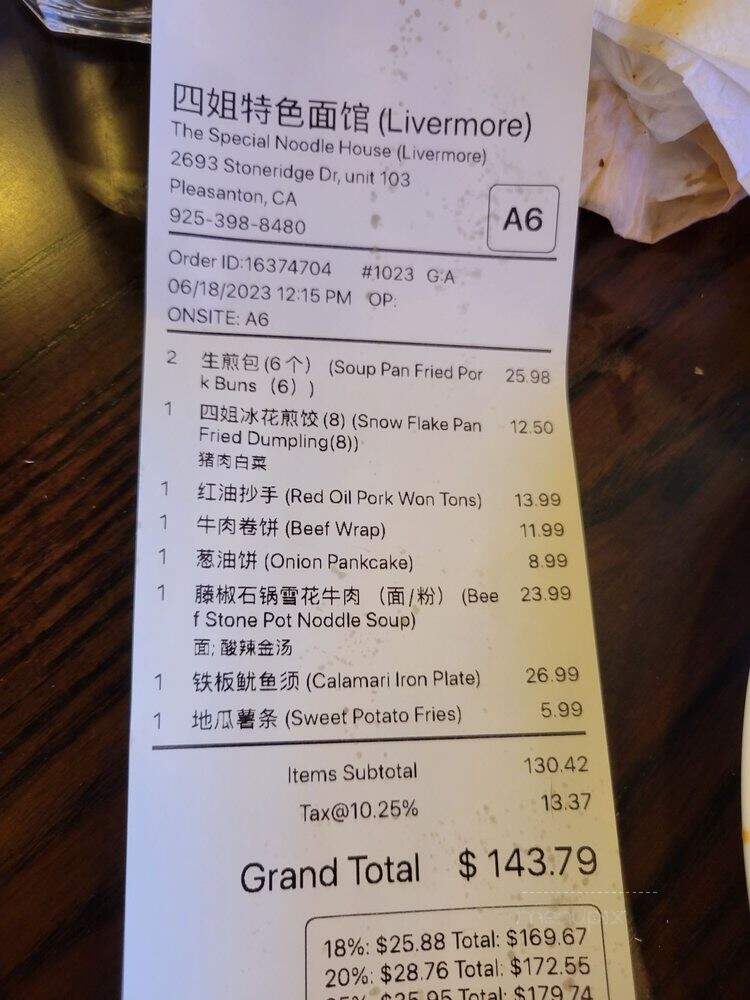 四姐特色面馆 (Livermore)
The Special Noodle House (Livermore)
2693 Stoneridge Dr, unit 103
Pleasanton, CA
925-398-8480
A6
Order ID:16374704 #1023 G:A
06/18/2023 12:15 PM OP:
ONSITE: A6
2 生煎包(6个） (Soup Pan Fried Por 25.98
k Buns（6）)
1 四姐冰花煎饺(8) (Snow Flake Pan 12.50
Fried Dumpling(8))
猪肉白菜
1 红油抄手 (Red Oil Pork Won Tons) 13.99
1 牛肉卷饼 (Beef Wrap) 11.99
1 葱油饼 (Onion Pankcake) 8.99
1 藤椒石锅雪花牛肉 （面/粉） (Bee 23.99
f Stone Pot Noddle Soup)
面; 酸辣金汤
1 铁板鱿鱼须 (Calamari Iron Plate) 26.99
1 地瓜薯条 (Sweet Potato Fries) 5.99
Items Subtotal 130.42
Tax@10.25% 13.37
Grand Total $ 143.79
18%: $25.88 Total: $169.67
20%: $28.76 Total: $172.55
25%: $35.95 Total: $179.74